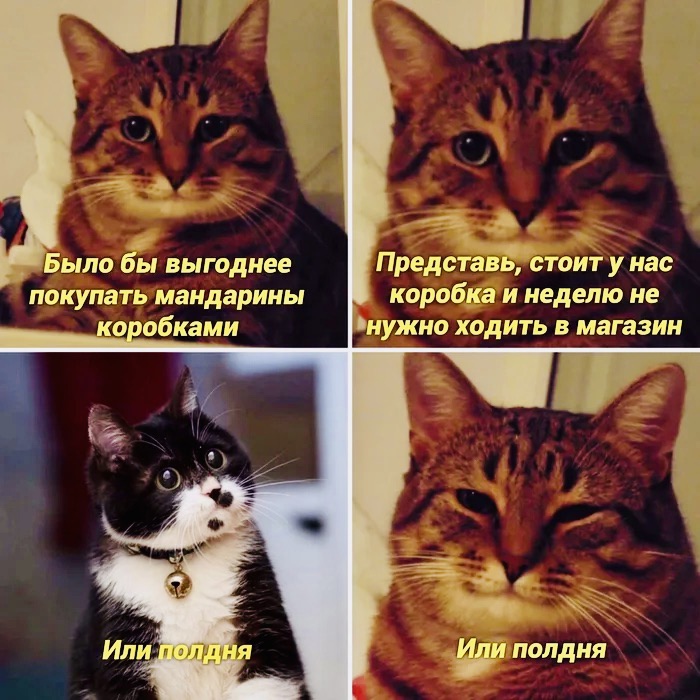 Было бы выгоднее
покупать мандарины
коробками
Представь, стоит у нас
коробка и неделю не
нужно ходить в магазин
Или полдня
Или полдня